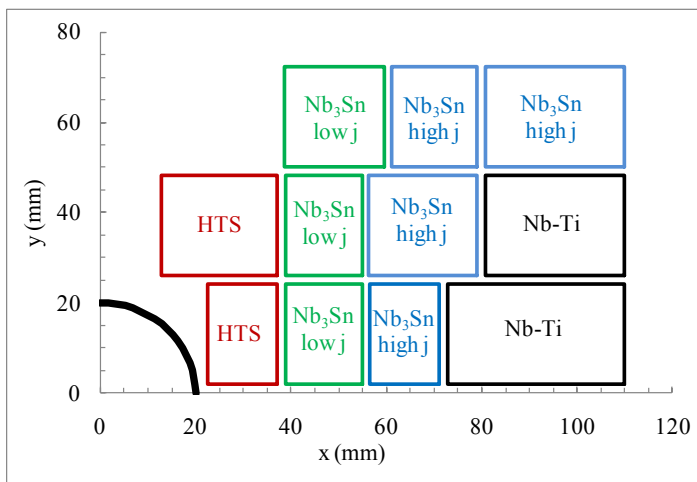 80
60
40
20
0
y (mm)
Nb₃Sn
low j
Nb₃Sn
high j
Nb₃Sn
high j
HTS
Nb₃Sn
low j
Nb₃Sn
high j
Nb-Ti
HTS
Nb₃Sn
low j
Nb₃Sn
high j
Nb-Ti
0 20 40 60 80 100 120
x (mm)